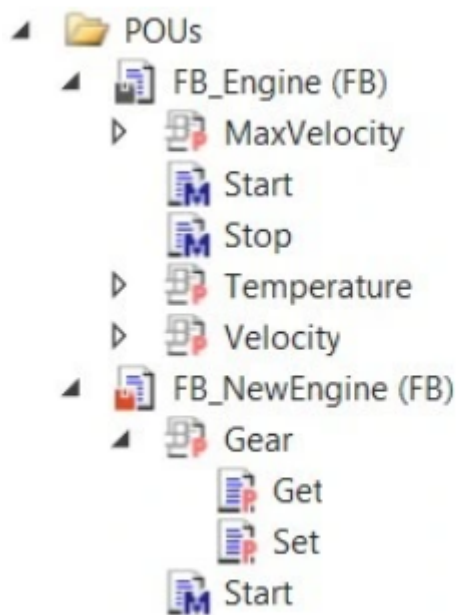 POUs
FB_Engine (FB)
MaxVelocity
Start
Stop
Temperature
Velocity
FB_NewEngine (FB)
Gear
Get
Set
Start